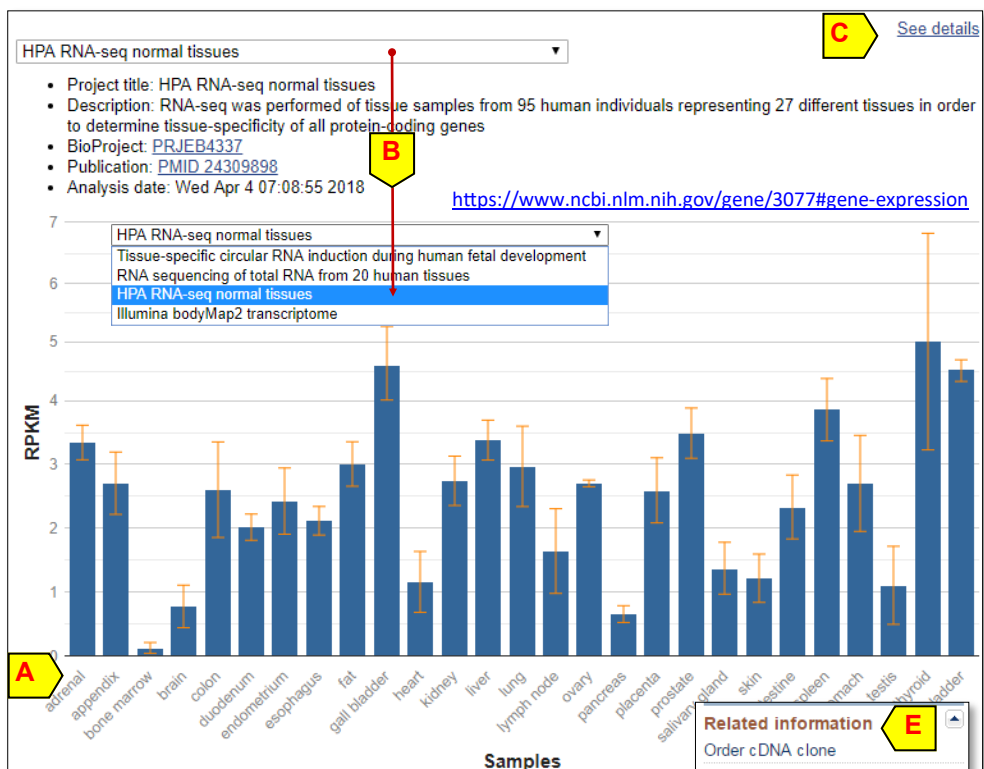 C
See details
HPA RNA-seq normal tissues
• Project title: HPA RNA-seq normal tissues
• Description: RNA-seq was performed of tissue samples from 95 human individuals representing 27 different tissues in order
to determine tissue-specificity of all protein-coding genes
• BioProject: PRJEB4337
B
• Publication: PMID 24309898
• Analysis date: Wed Apr 4 07:08:55 2018
https://www.ncbi.nlm.nih.gov/gene/3077#gene-expression
HPA RNA-seq normal tissues
Tissue-specific circular RNA induction during human fetal development
RNA sequencing of total RNA from 20 human tissues
HPA RNA-seq normal tissues
Illumina bodyMap2 transcriptome
7
6
5
4
3
2
1
0
RPKM
A
adrenal
appendix
bone marrow
brain
colon
duodenum
endometrium
esophagus
fat
gall bladder
heart
kidney
liver
lung
lymph node
ovary
pancreas
placenta
prostate
salivary gland
skin
testine
spleen
omach
testis
hyroid
ladder
Samples
Related information
E
Order cDNA clone